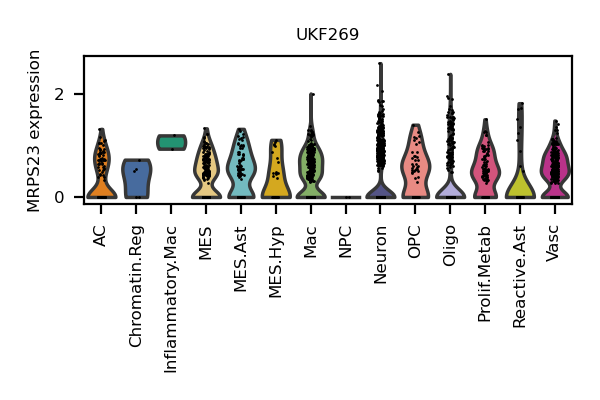 UKF269
MRPS23 expression
2
0
AC
Chromatin.Reg
Inflammatory.Mac
MES
MES.Ast
MES.Hyp
Mac
NPC
Neuron
OPC
Oligo
Prolif.Metab
Reactive.Ast
Vasc